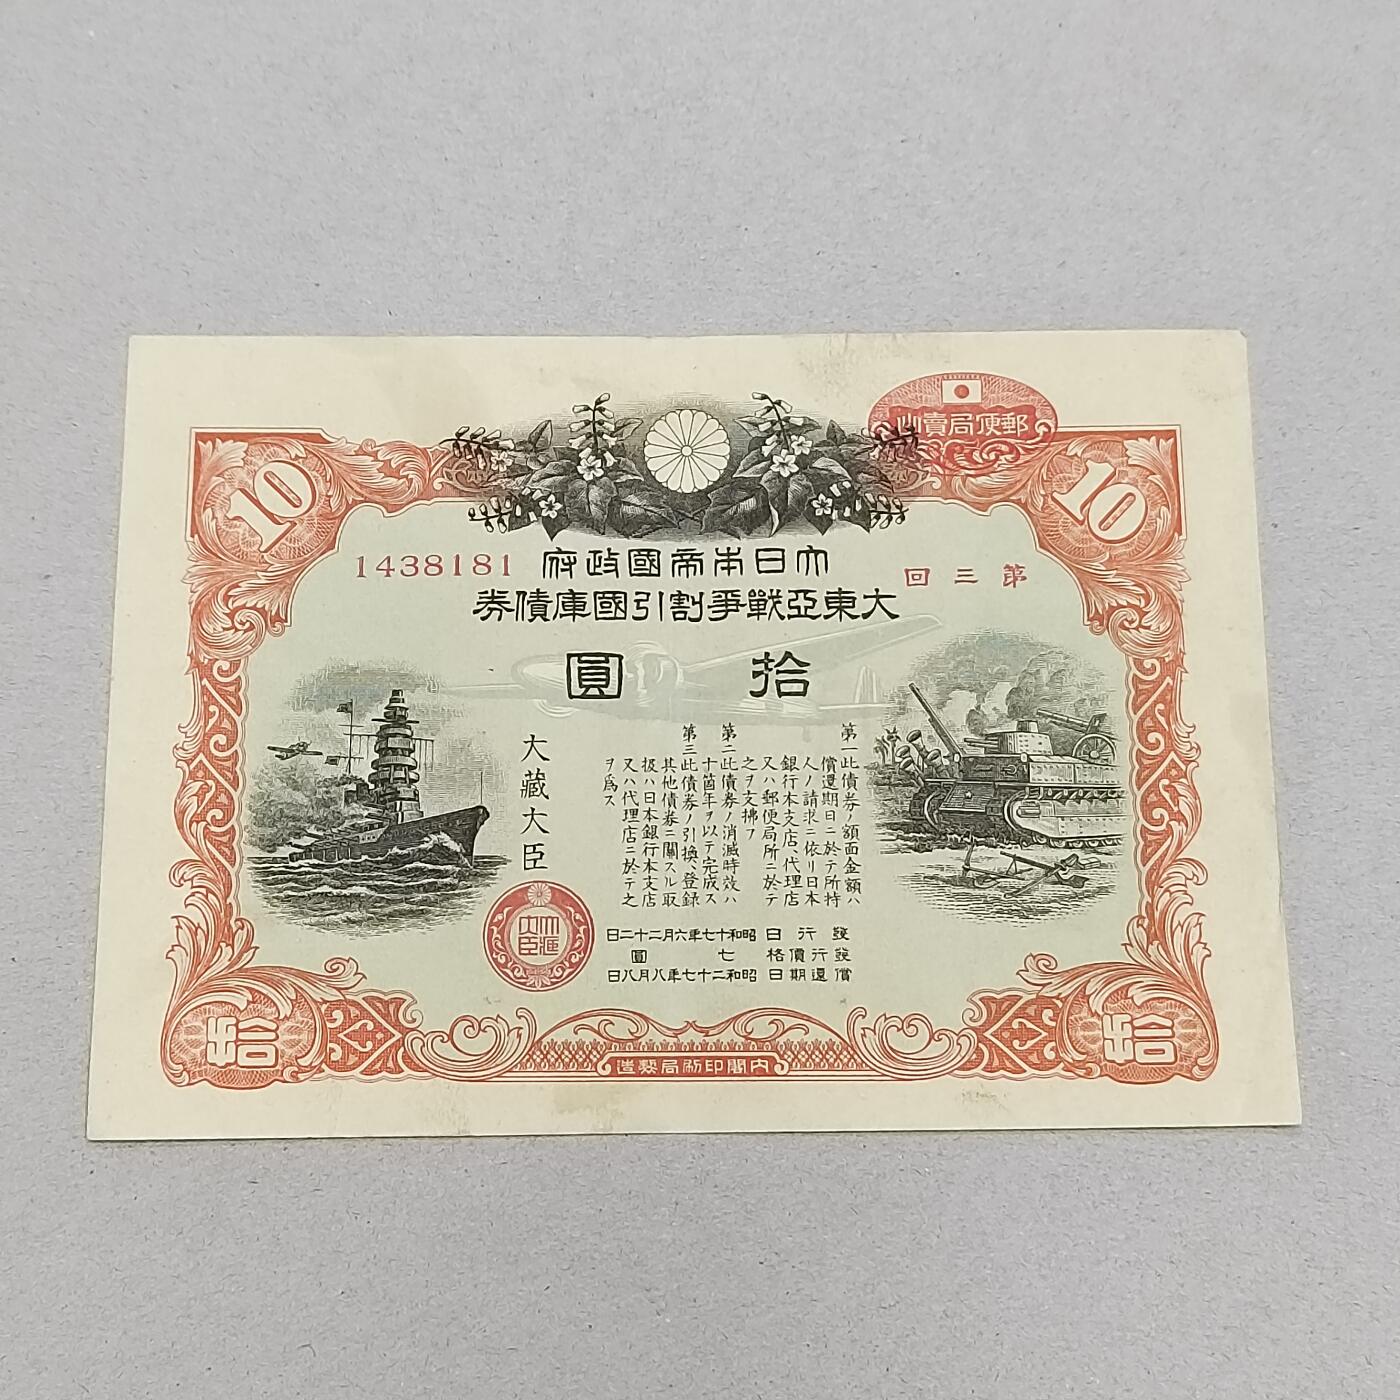 郵便局賣出
10
10
第三回
大日本帝國政府
1438181
大東亞戰爭割引國庫債券
拾圓
第一此債券ノ額面金額ハ
償還期日ニ於テ所持
人ノ請求ニ依リ日本
銀行本支店、代理店
又ハ郵便局所ニ於テ
之ヲ支拂フ
第二此債券ノ消滅時效ハ
十箇年ヲ以テ完成ス
第三此債券ノ引換、登錄
其他債券ニ關スル取
扱ハ日本銀行本支店
又ハ代理店ニ於テ之
ヲ爲ス
大藏大臣
大藏大臣
發行日 昭和十七年六月二十二日
發行價格 七圓
償還期日 昭和二十七年八月八日
拾
拾
內閣印刷局製造